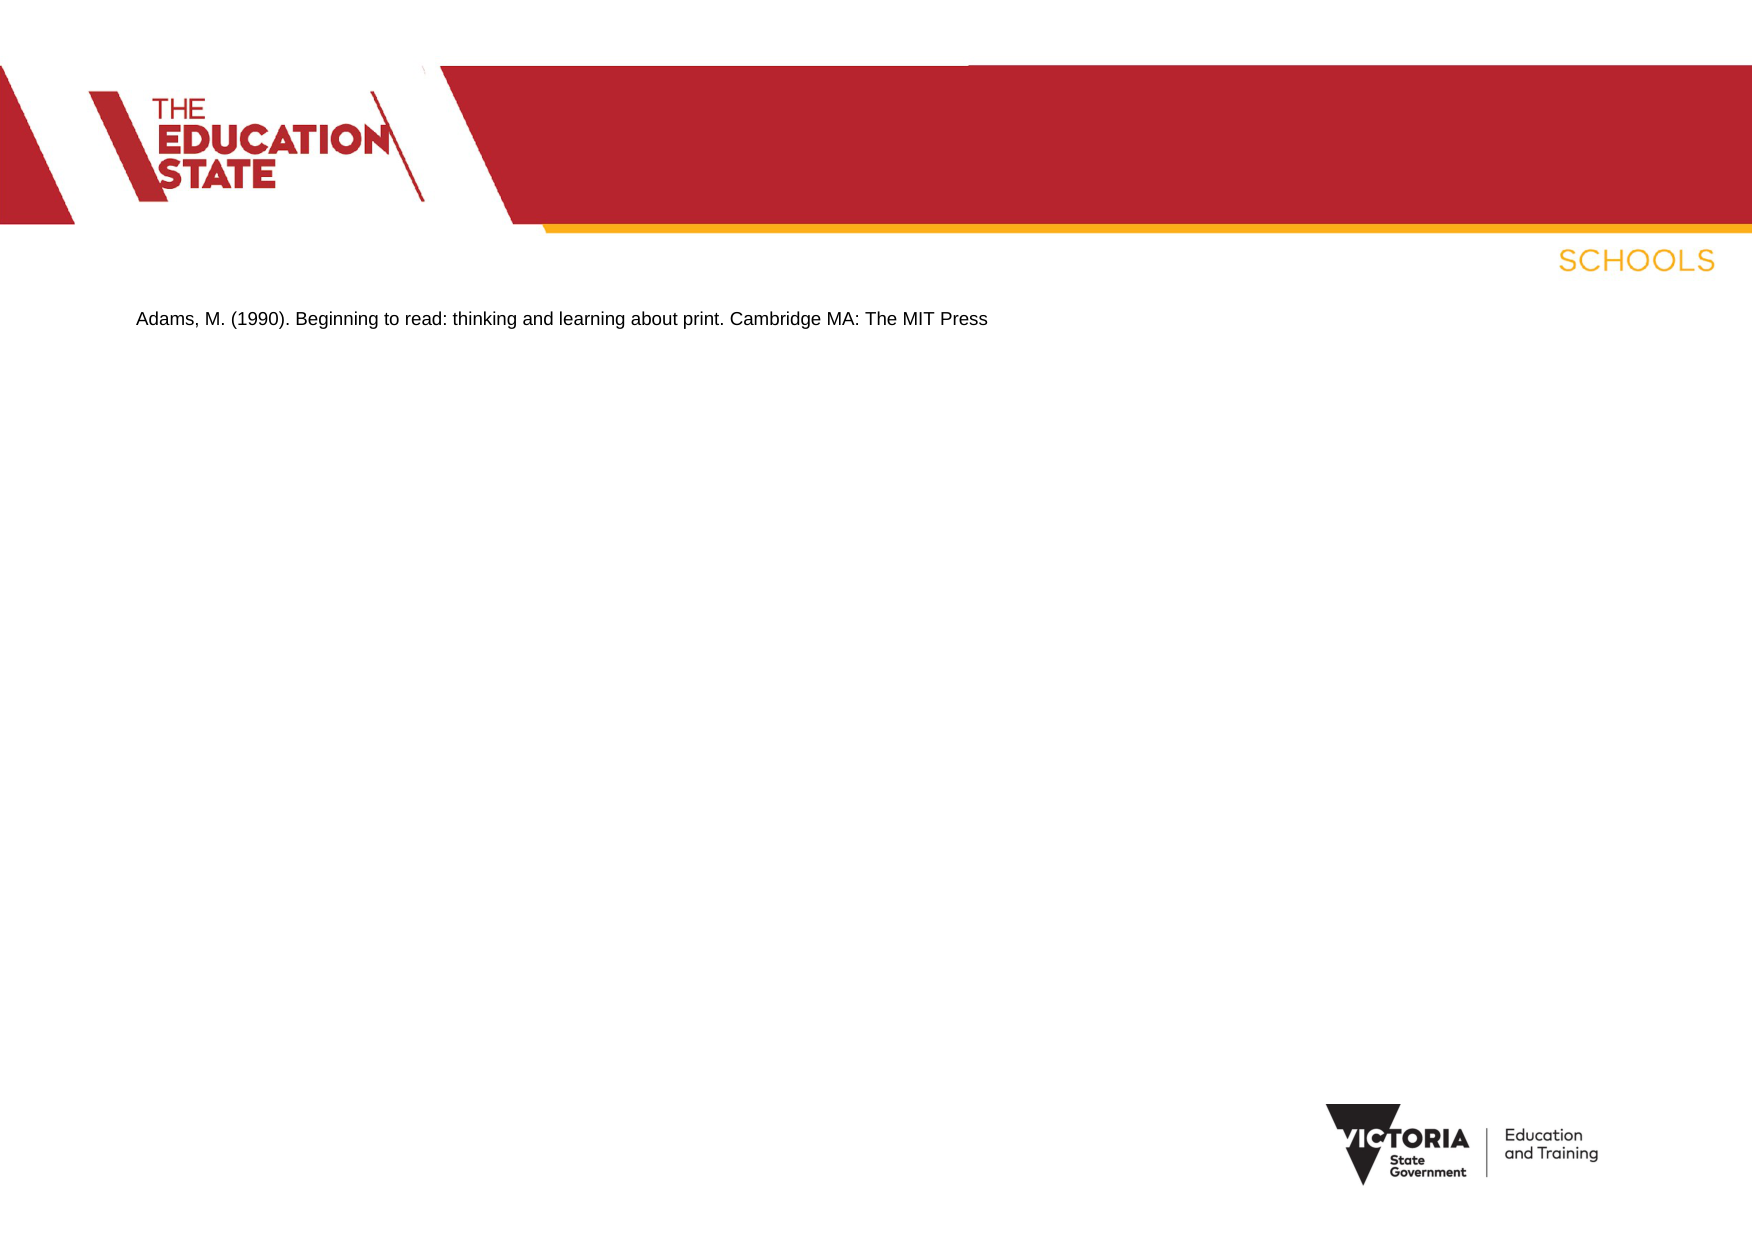 THE
EDUCATION
STATE
SCHOOLS
Adams, M. (1990). Beginning to read: thinking and learning about print. Cambridge MA: The MIT Press
VICTORIA
State
Government
Education
and Training